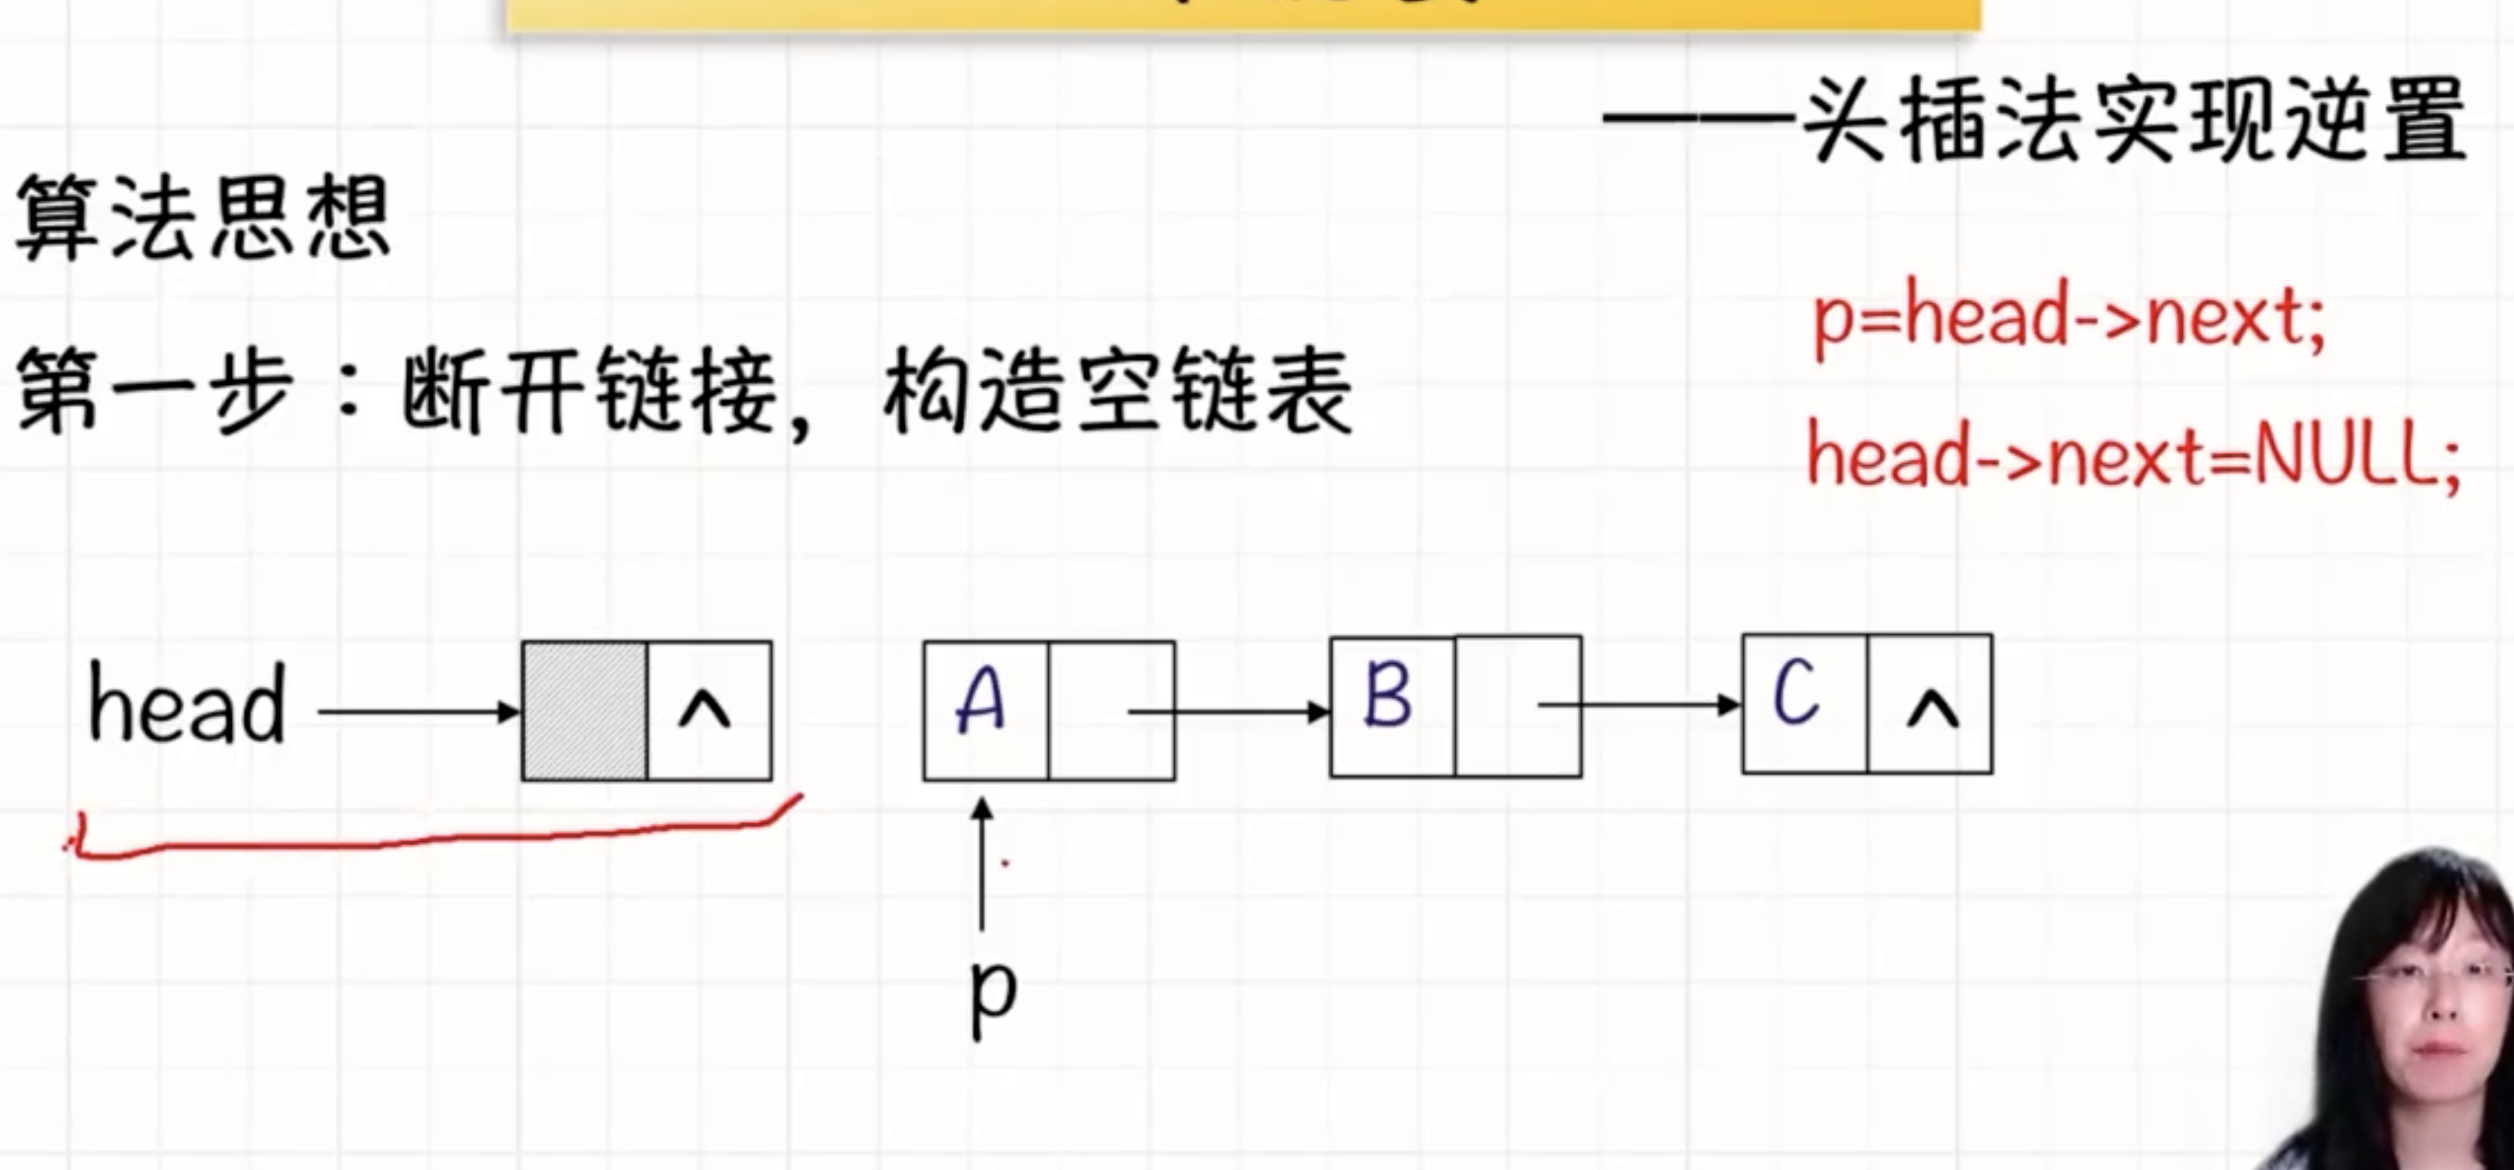 ——头插法实现逆置
算法思想
p=head->next;
第一步：断开链接，构造空链表
head->next=NULL;
head A B C
p